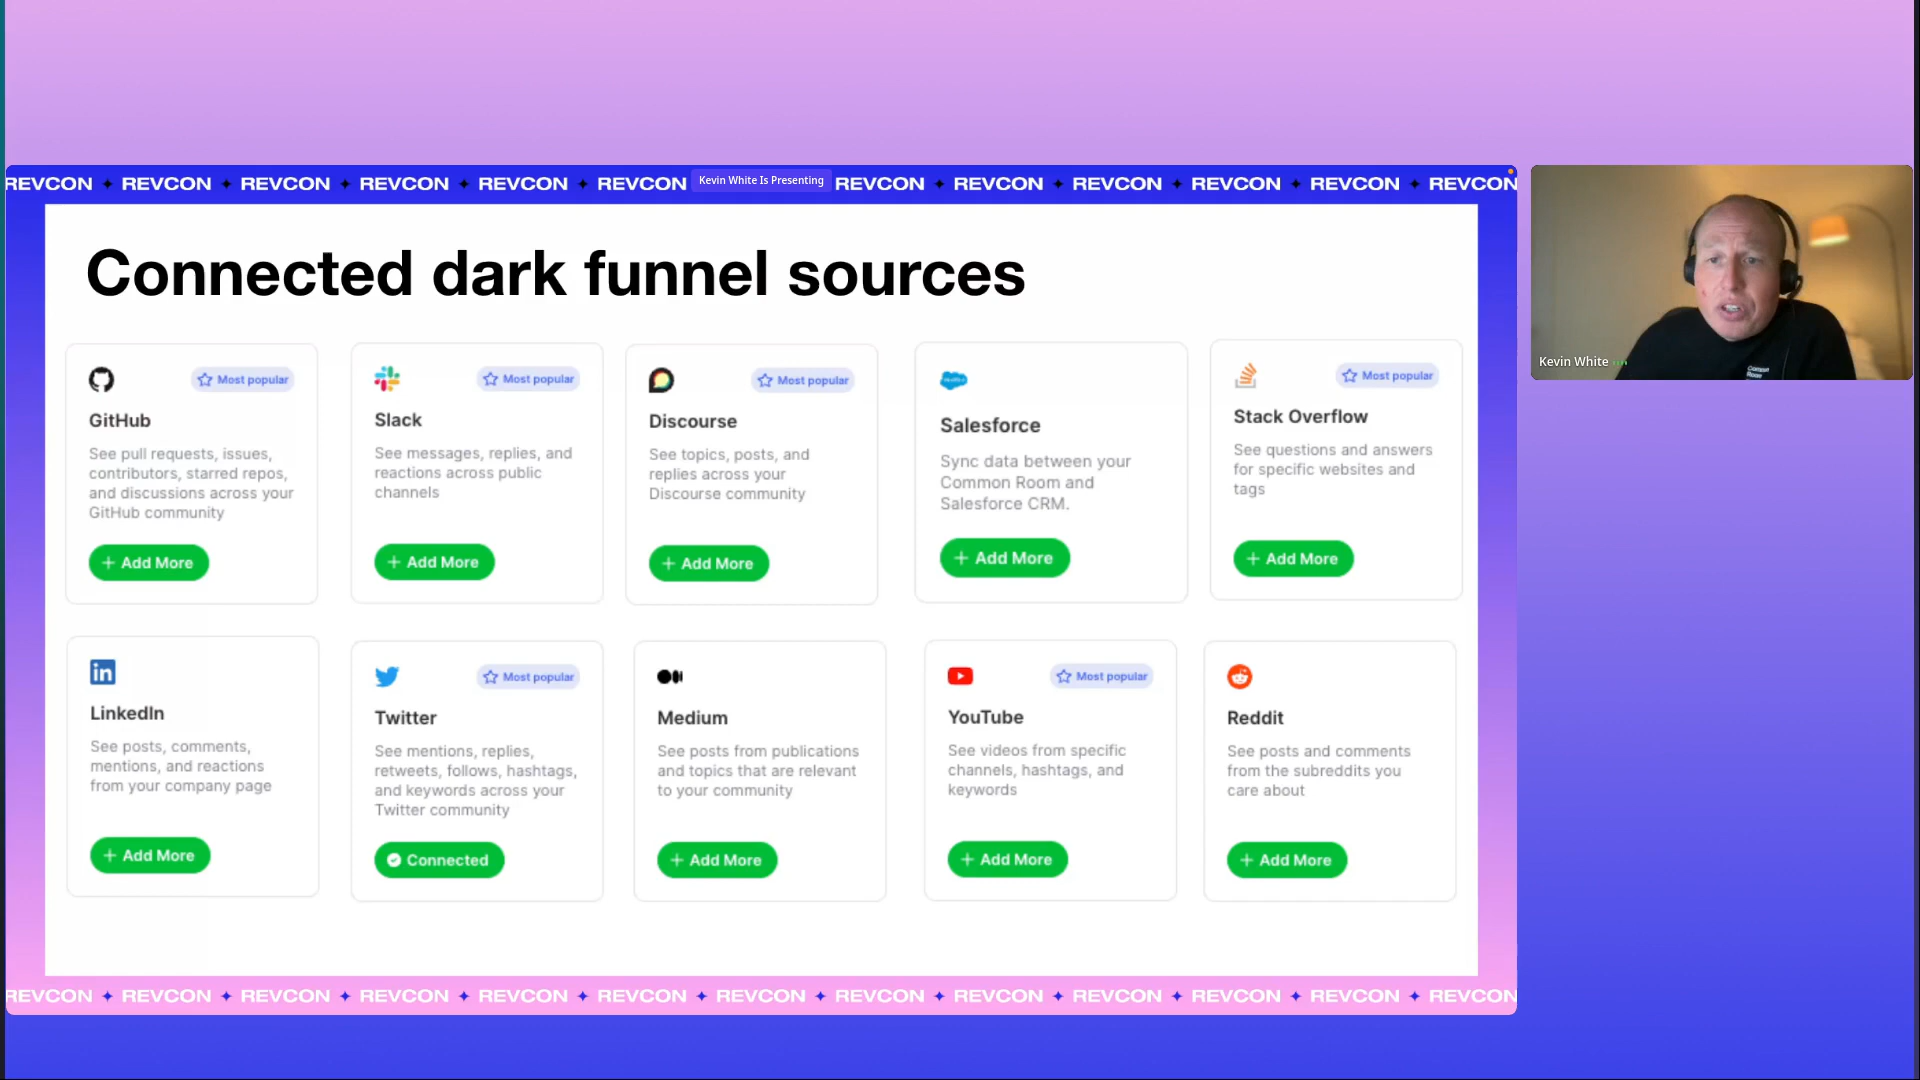 REVCON REVCON REVCON REVCON REVCON REVCON Kevin White Is Presenting REVCON REVCON REVCON REVCON REVCON REVCON
Connected dark funnel sources
Most popular
GitHub
See pull requests, issues,
contributors, starred repos,
and discussions across your
GitHub community
+ Add More
Most popular
Slack
See messages, replies, and
reactions across public
channels
+ Add More
Most popular
Discourse
See topics, posts, and
replies across your
Discourse community
+ Add More
Salesforce
Sync data between your
Common Room and
Salesforce CRM.
+ Add More
Most popular
Stack Overflow
See questions and answers
for specific websites and
tags
+ Add More
in
LinkedIn
See posts, comments,
mentions, and reactions
from your company page
+ Add More
Most popular
Twitter
See mentions, replies,
retweets, follows, hashtags,
and keywords across your
Twitter community
Connected
Medium
See posts from publications
and topics that are relevant
to your community
+ Add More
Most popular
YouTube
See videos from specific
channels, hashtags, and
keywords
+ Add More
Reddit
See posts and comments
from the subreddits you
care about
+ Add More
REVCON REVCON REVCON REVCON REVCON REVCON REVCON REVCON REVCON REVCON REVCON REVCON REVCON
Kevin White
Common
Room